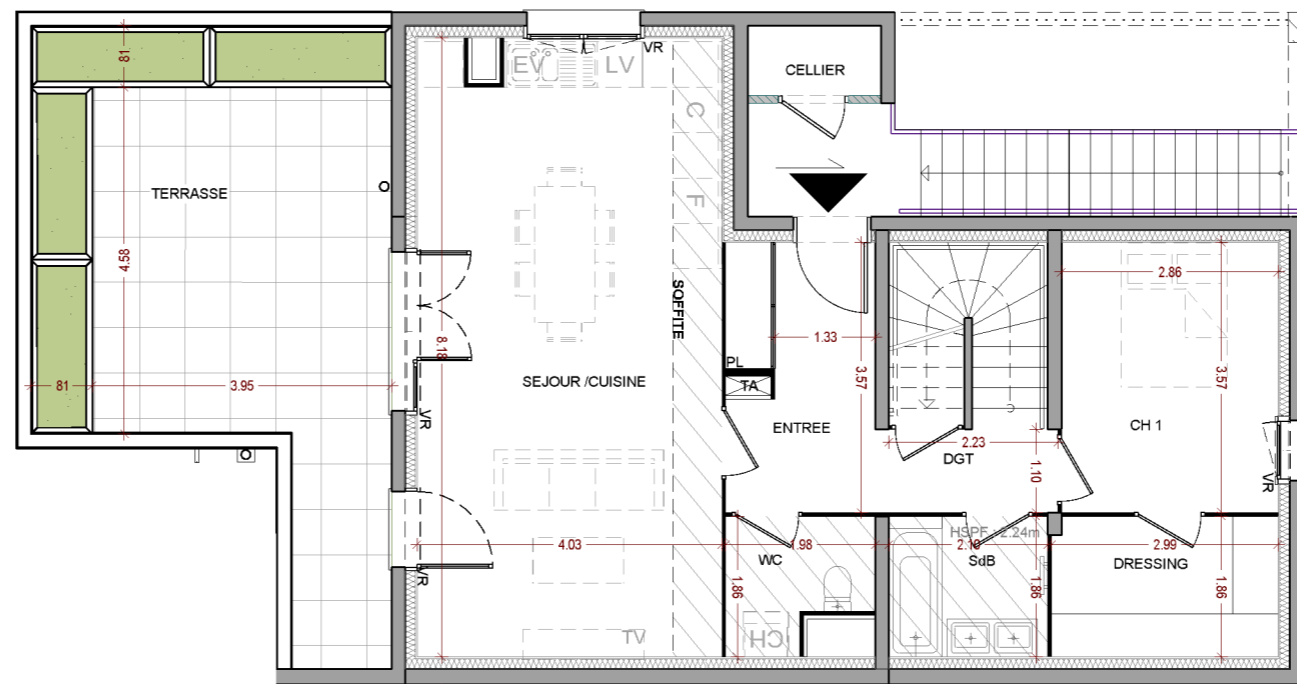 81
EV
LV
VR
CELLIER
C
TERRASSE
F
4.58
8.18
SOFFITE
2.86
1.33
3.57
3.57
PL
TA
81
3.95
SEJOUR /CUISINE
VR
ENTREE
CH 1
2.23
DGT
1.10
VR
HSPF : 2.24m
4.03
1.98
2.10
2.99
WC
SdB
DRESSING
VR
1.86
1.86
1.86
TV
CH